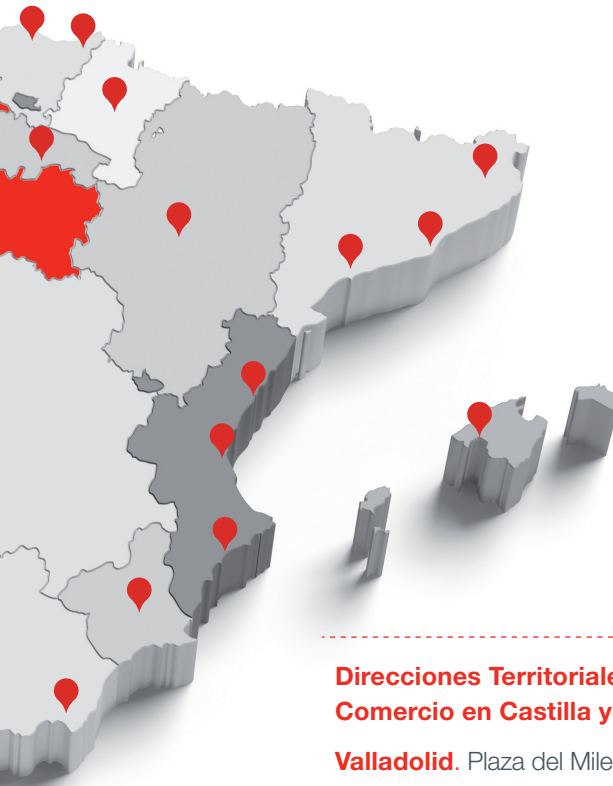 Direcciones Territoriale
Comercio en Castilla y
Valladolid. Plaza del Mile